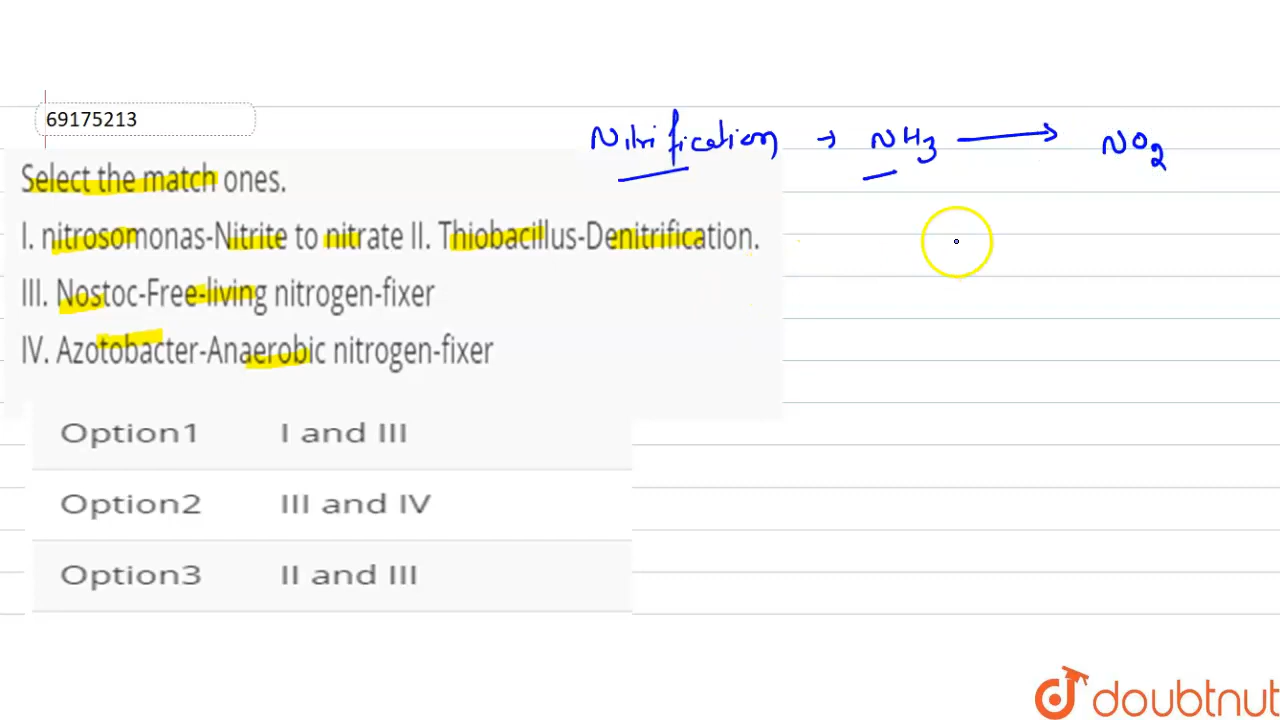 69175213
Nitrification → NH3 → NO2
Select the match ones.
I. nitrosomonas-Nitrite to nitrate II. Thiobacillus-Denitrification.
III. Nostoc-Free-living nitrogen-fixer
IV. Azotobacter-Anaerobic nitrogen-fixer
Option1 I and III
Option2 III and IV
Option3 II and III
doubtnut